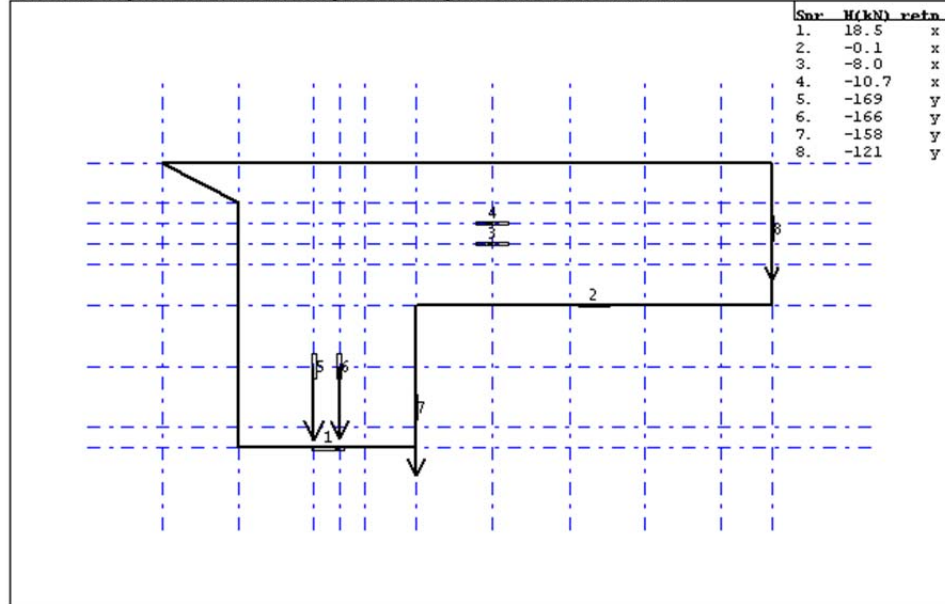 Spr H(kN) retn
1. 18.5 x
2. -0.1 x
3. -8.0 x
4. -10.7 x
5. -169 y
6. -166 y
7. -158 y
8. -121 y
4
3
8
2
5 6
7
1